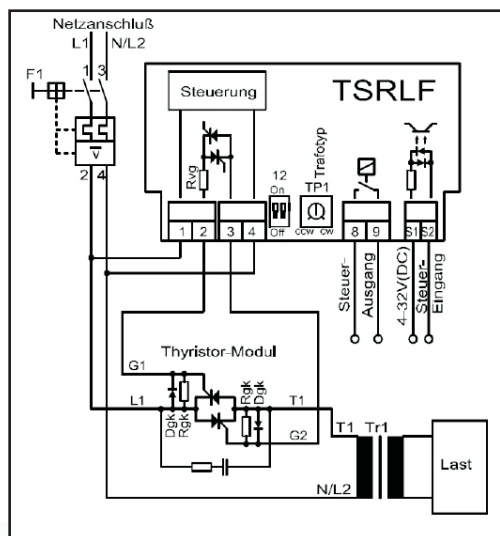 Netzanschluß
L1 N/L2
F1
1 3
2 4
Steuerung
TSRLF
Rvg
12
On
Off
TP1
Trafotyp
ccw cw
1 2 3 4 8 9 S1 S2
Steuer-
Ausgang
4-32V(DC)
Steuer-
Eingang
G1
Thyristor-Modul
L1
Dgk
Rgk
Rgk
Dgk
T1
G2
T1 Tr1
N/L2
Last